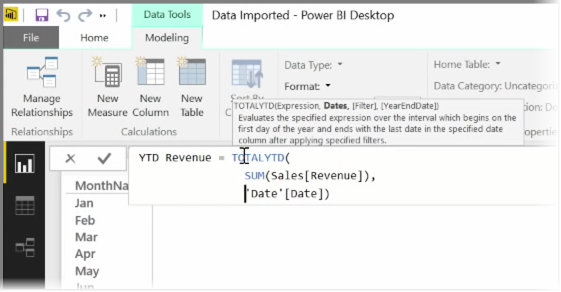 Data Tools
Data Imported - Power BI Desktop
File
Home
Modeling
Manage
Relationships
New
Measure
New
Column
New
Table
Sort By
Data Type:
Format:
Home Table:
Data Category: Uncategori
Relationships
Calculations
TOTALYTD(Expression, Dates, [Filter], [YearEndDate])
Evaluates the specified expression over the interval which begins on the
first day of the year and ends with the last date in the specified date
column after applying specified filters.
YTD Revenue = TOTALYTD(
SUM(Sales[Revenue]),
'Date'[Date])
MonthNa
Jan
Feb
Mar
Apr
May
Jun